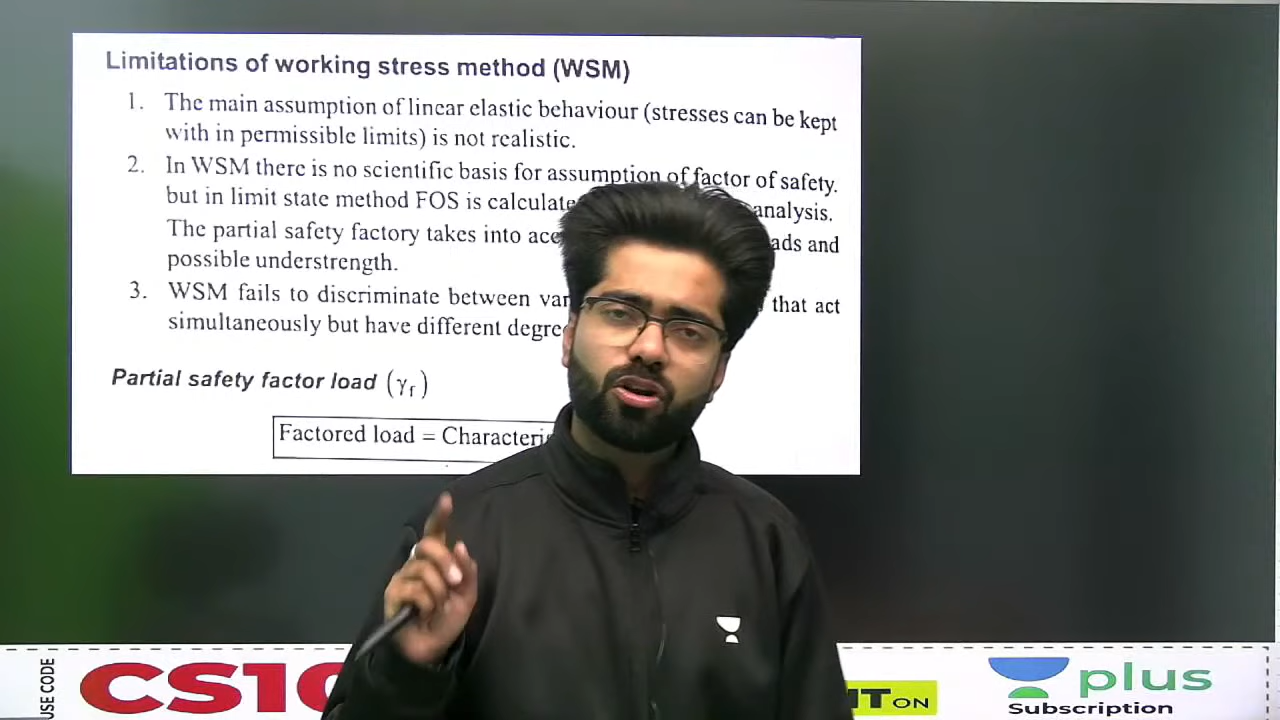 Limitations of working stress method (WSM)
1. The main assumption of linear elastic behaviour (stresses can be kept
with in permissible limits) is not realistic.
2. In WSM there is no scientific basis for assumption of factor of safety.
but in limit state method FOS is calculate analysis.
The partial safety factory takes into acc ads and
possible understrength.
3. WSM fails to discriminate between var that act
simultaneously but have different degre
Partial safety factor load (γf)
Factored load = Characteris
USE CODE
CS10
T ON
plus
Subscription